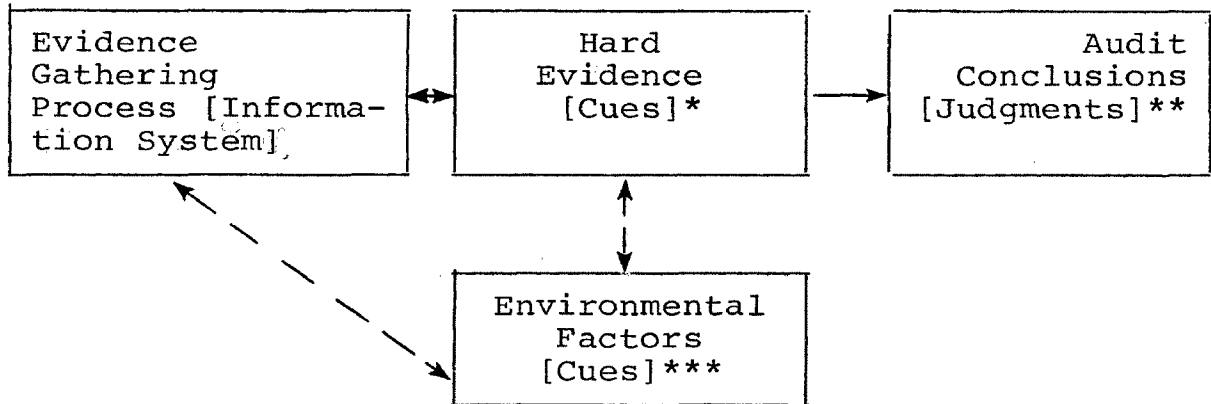 Evidence
Gathering
Process [Informa-
tion System]
Hard
Evidence
[Cues]*
Audit
Conclusions
[Judgments]**
Environmental
Factors
[Cues]***